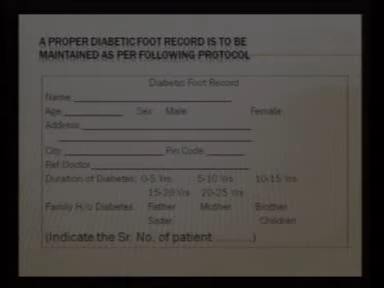 A PROPER DIABETIC FOOT RECORD IS TO BE
MAINTAINED AS PER FOLLOWING PROTOCOL
Diabetic Foot Record
Name
Age Sex Male Female
Address
City Pin Code
Ref Doctor
Duration of Diabetes: 0-5 Yrs 5-10 Yrs 10-15 Yrs
15-20 Yrs 20-25 Yrs
Family H/o Diabetes Father Mother Brother
Sister Children
(Indicate the Sr. No. of patient ..........)